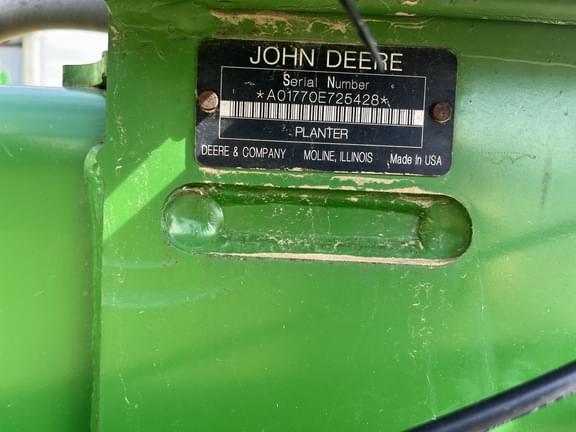 JOHN DEERE
Serial Number
*A01770E725428*
PLANTER
DEERE & COMPANY MOLINE, ILLINOIS Made In USA